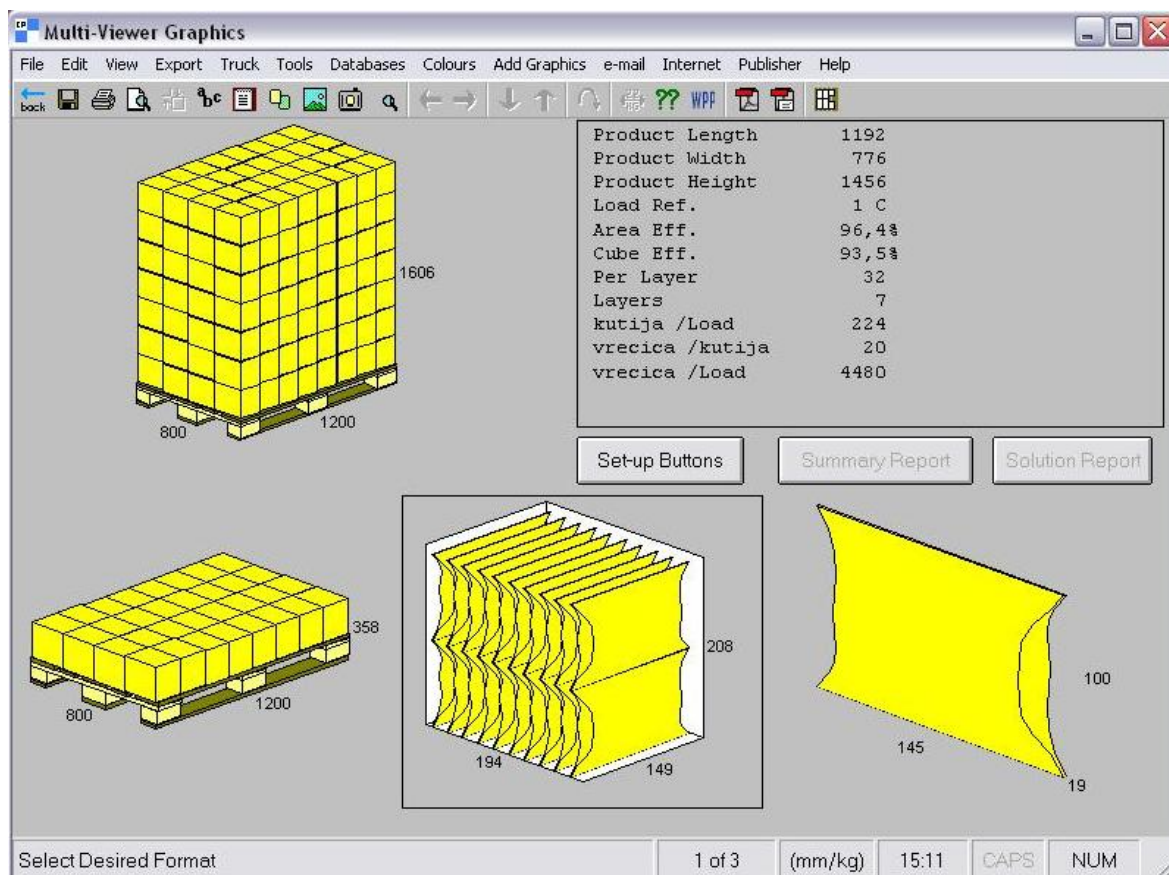 CP
Multi-Viewer Graphics
File Edit View Export Truck Tools Databases Colours Add Graphics e-mail Internet Publisher Help
back abc ?? WPP
Product Length 1192
Product Width 776
Product Height 1456
Load Ref. 1 C
Area Eff. 96,4%
Cube Eff. 93,5%
Per Layer 32
Layers 7
kutija /Load 224
vrecica /kutija 20
vrecica /Load 4480
1606
800
1200
Set-up Buttons Summary Report Solution Report
358
800
1200
208
194
149
100
145
19
Select Desired Format 1 of 3 (mm/kg) 15:11 CAPS NUM